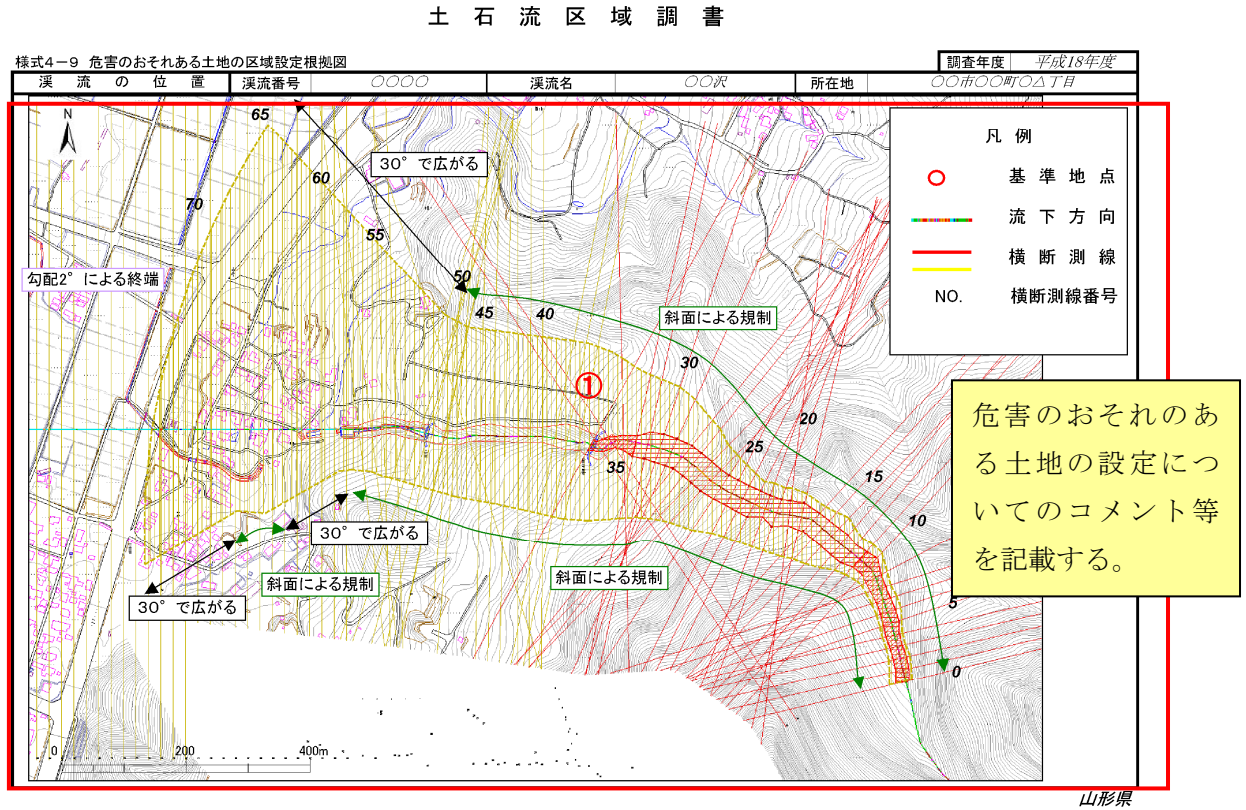 土石流区域調書
様式４－９ 危害のおそれある土地の区域設定根拠図
調査年度 平成18年度
渓流の位置 渓流番号 ○○○○ 渓流名 ○○沢 所在地 ○○市○○町○△丁目
N
65
30°で広がる
60
70
55
勾配2°による終端
50
45
40
斜面による規制
30
①
20
25
35
15
10
30°で広がる
斜面による規制
斜面による規制
30°で広がる
5
0
0 200 400m
凡例
基準地点
流下方向
横断測線
NO. 横断測線番号
危害のおそれのあ
る土地の設定につ
いてのコメント等
を記載する。
山形県